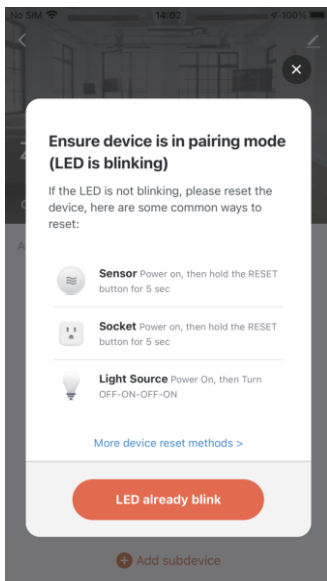 No SIM 14:02 100%
Ensure device is in pairing mode
(LED is blinking)
If the LED is not blinking, please reset the
device, here are some common ways to
reset:
Sensor Power on, then hold the RESET
button for 5 sec
Socket Power on, then hold the RESET
button for 5 sec
Light Source Power On, then Turn
OFF-ON-OFF-ON
More device reset methods >
LED already blink
Add subdevice